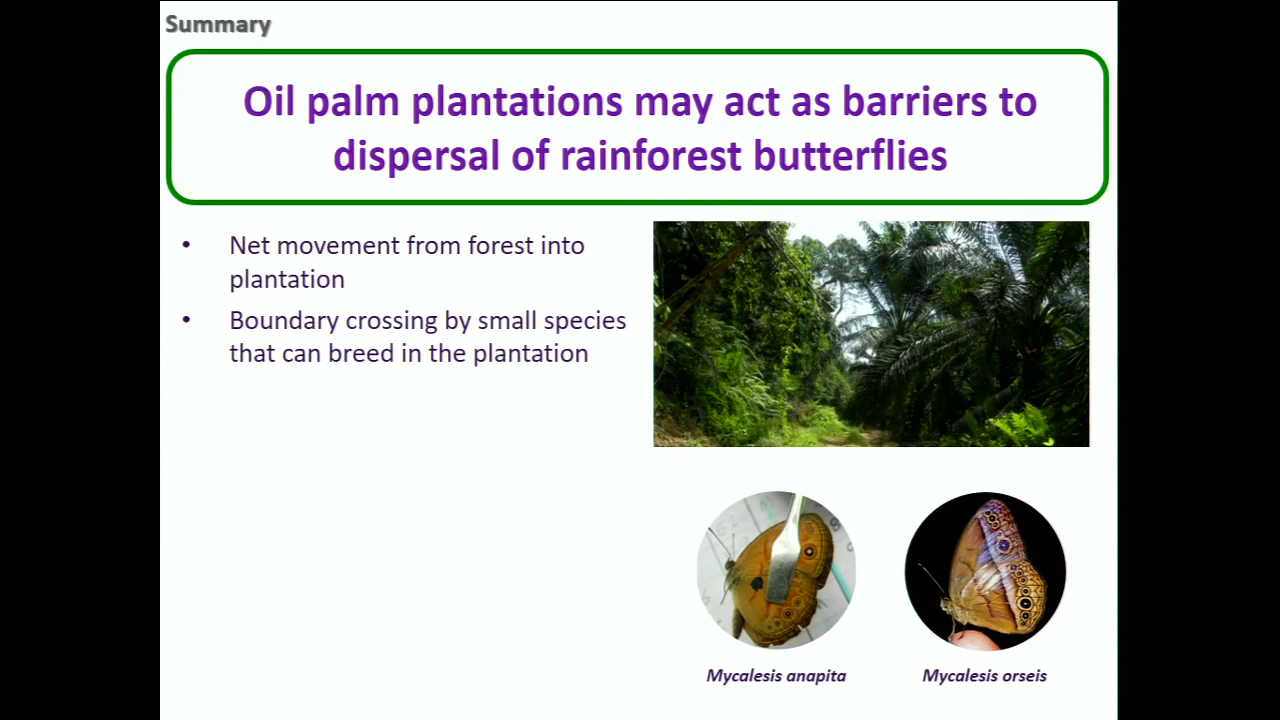 Summary
Oil palm plantations may act as barriers to
dispersal of rainforest butterflies
• Net movement from forest into
plantation
• Boundary crossing by small species
that can breed in the plantation
Mycalesis anapita
Mycalesis orseis